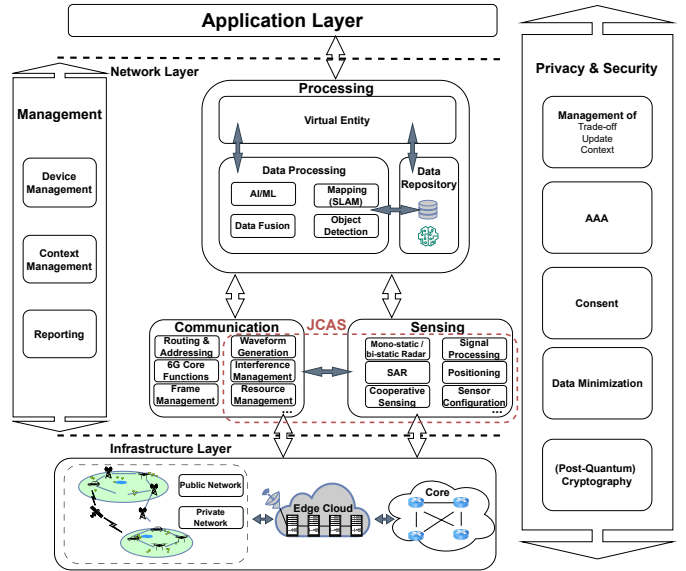 Application Layer
Network Layer
Management
Device
Management
Context
Management
Reporting
Processing
Virtual Entity
Data Processing
AI/ML
Mapping
(SLAM)
Data Fusion
Object
Detection
Data
Repository
JCAS
Communication
Routing &
Addressing
Waveform
Generation
6G Core
Functions
Interference
Management
Frame
Management
Resource
Management
...
Sensing
Mono-static /
bi-static Radar
Signal
Processing
SAR
Positioning
Cooperative
Sensing
Sensor
Configuration
...
Infrastructure Layer
Public Network
Private
Network
Edge Cloud
Core
Privacy & Security
Management of
Trade-off
Update
Context
AAA
Consent
Data Minimization
(Post-Quantum)
Cryptography